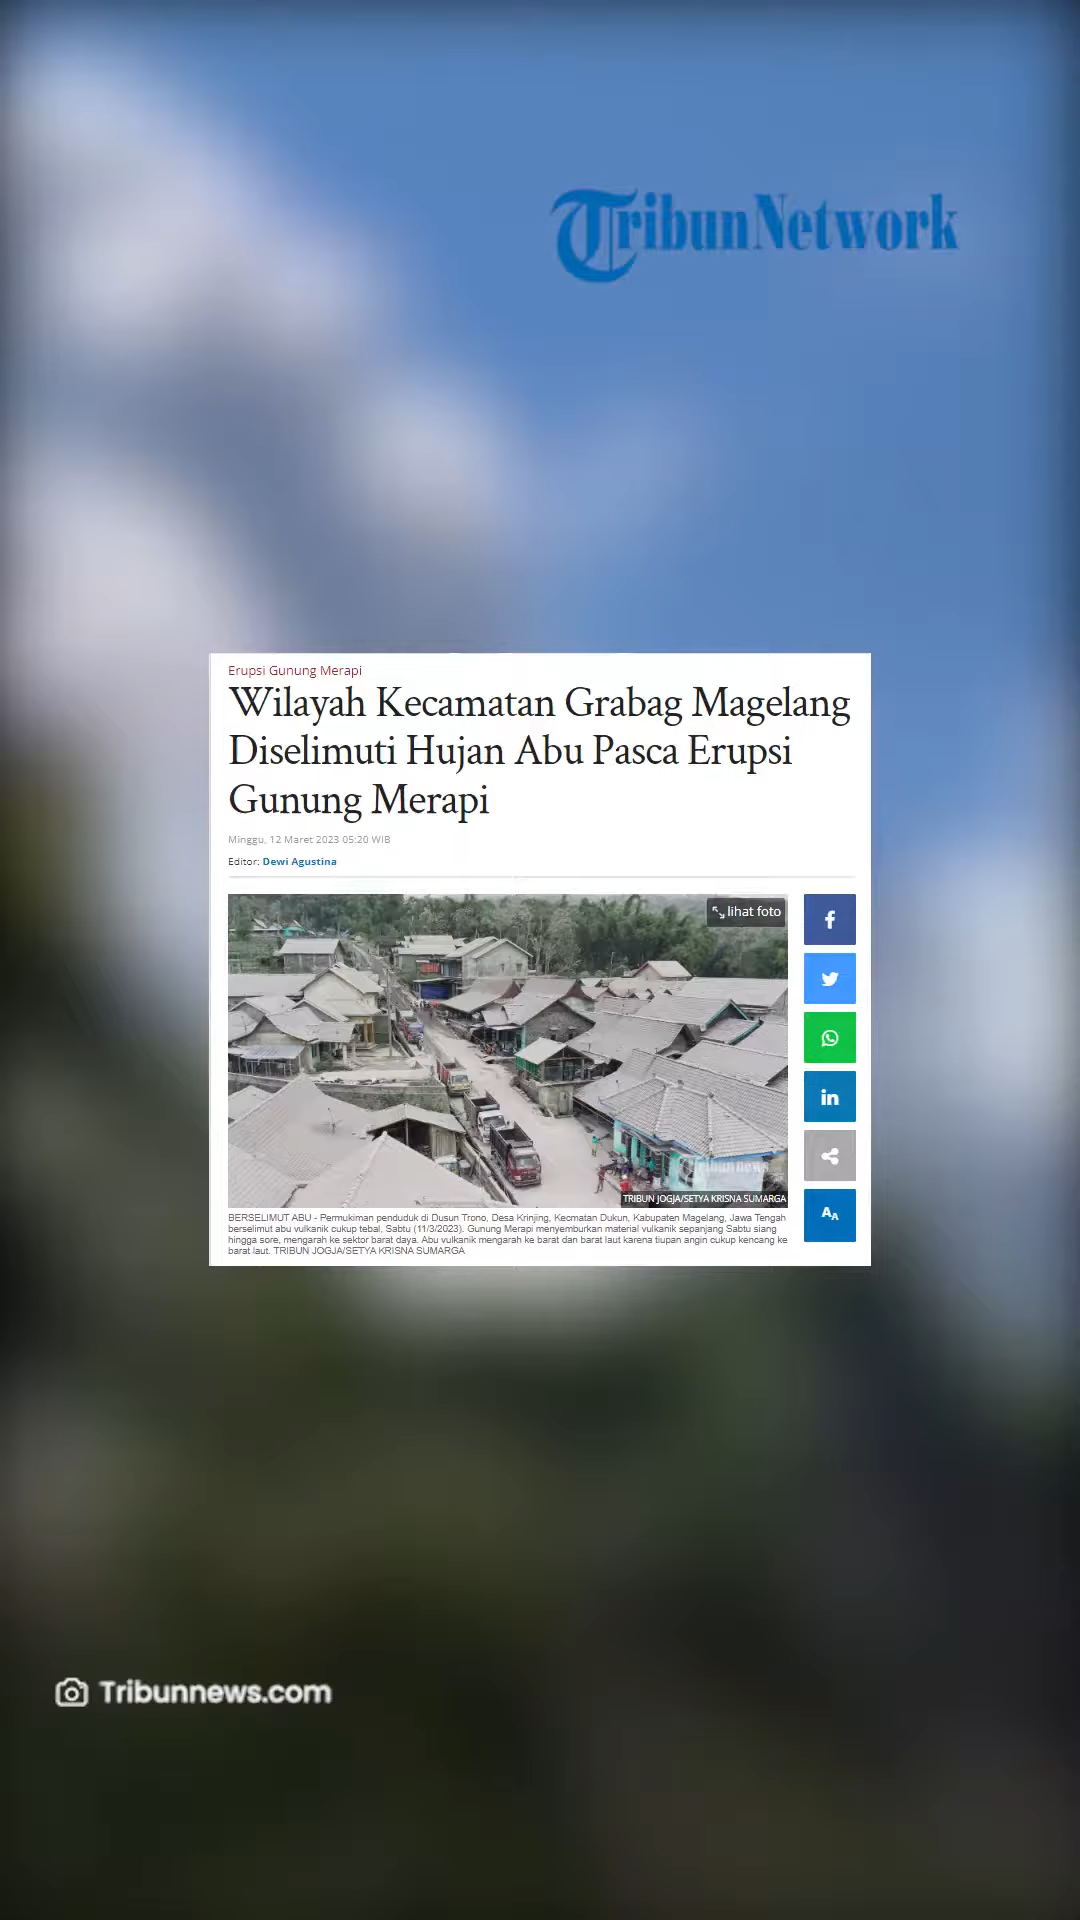 TribunNetwork
Erupsi Gunung Merapi
Wilayah Kecamatan Grabag Magelang
Diselimuti Hujan Abu Pasca Erupsi
Gunung Merapi
Minggu, 12 Maret 2023 05:20 WIB
Editor: Dewi Agustina
lihat foto
Tribunnews
TRIBUN JOGJA/SETYA KRISNA SUMARGA
BERSELIMUT ABU - Permukiman penduduk di Dusun Trono, Desa Krinjing, Kecmatan Dukun, Kabupaten Magelang, Jawa Tengah
berselimut abu vulkanik cukup tebal, Sabtu (11/3/2023). Gunung Merapi menyemburkan material vulkanik sepanjang Sabtu siang
hingga sore, mengarah ke sektor barat daya. Abu vulkanik mengarah ke barat dan barat laut karena tiupan angin cukup kencang ke
barat laut. TRIBUN JOGJA/SETYA KRISNA SUMARGA
f
in
AA
Tribunnews.com